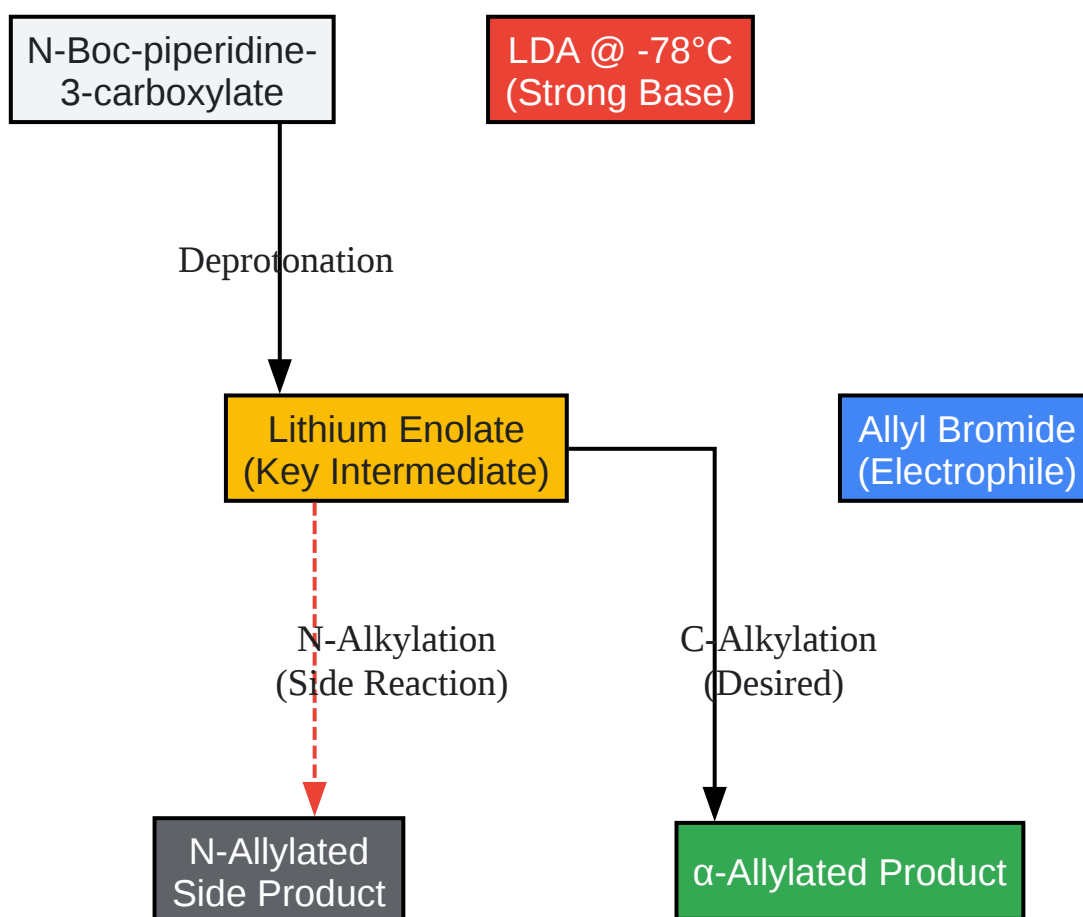 N-Boc-piperidine-
3-carboxylate
LDA @ -78°C
(Strong Base)
Deprotonation
Lithium Enolate
(Key Intermediate)
Allyl Bromide
(Electrophile)
N-Alkylation
(Side Reaction)
C-Alkylation
(Desired)
N-Allylated
Side Product
α-Allylated Product